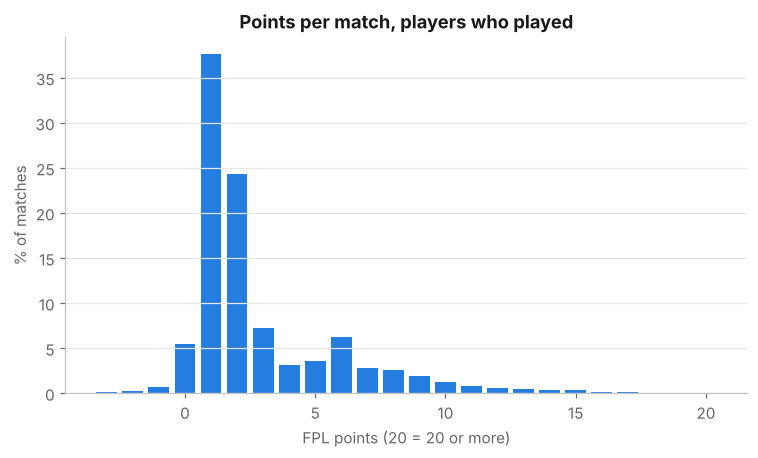 Points per match, players who played
% of matches
35
30
25
20
15
10
5
0
0 5 10 15 20
FPL points (20 = 20 or more)